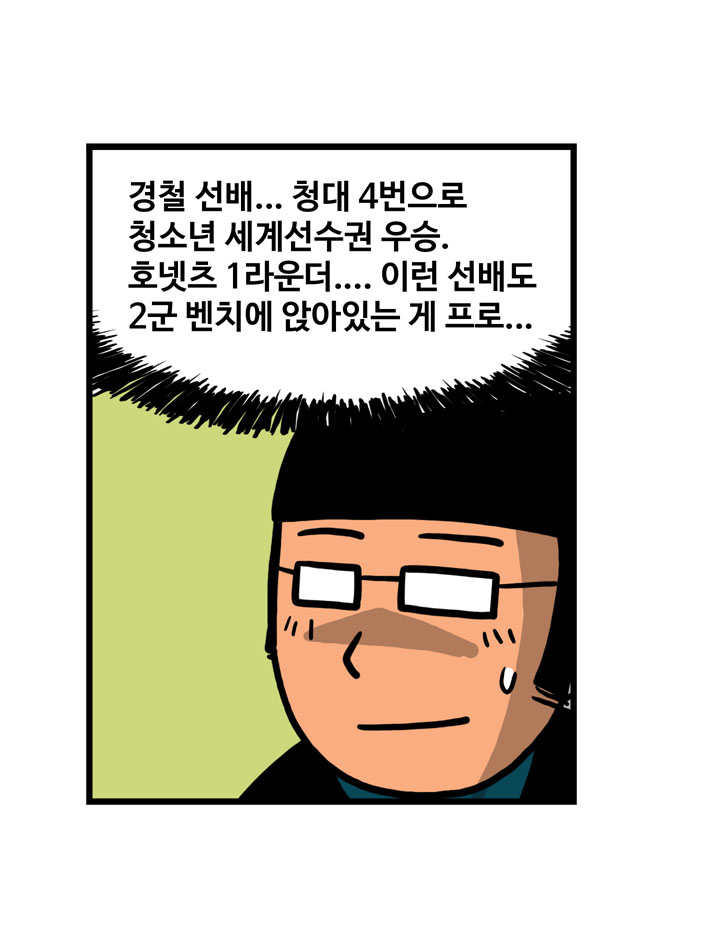 경철 선배... 청대 4번으로
청소년 세계선수권 우승.
호넷츠 1라운더.... 이런 선배도
2군 벤치에 앉아있는 게 프로...